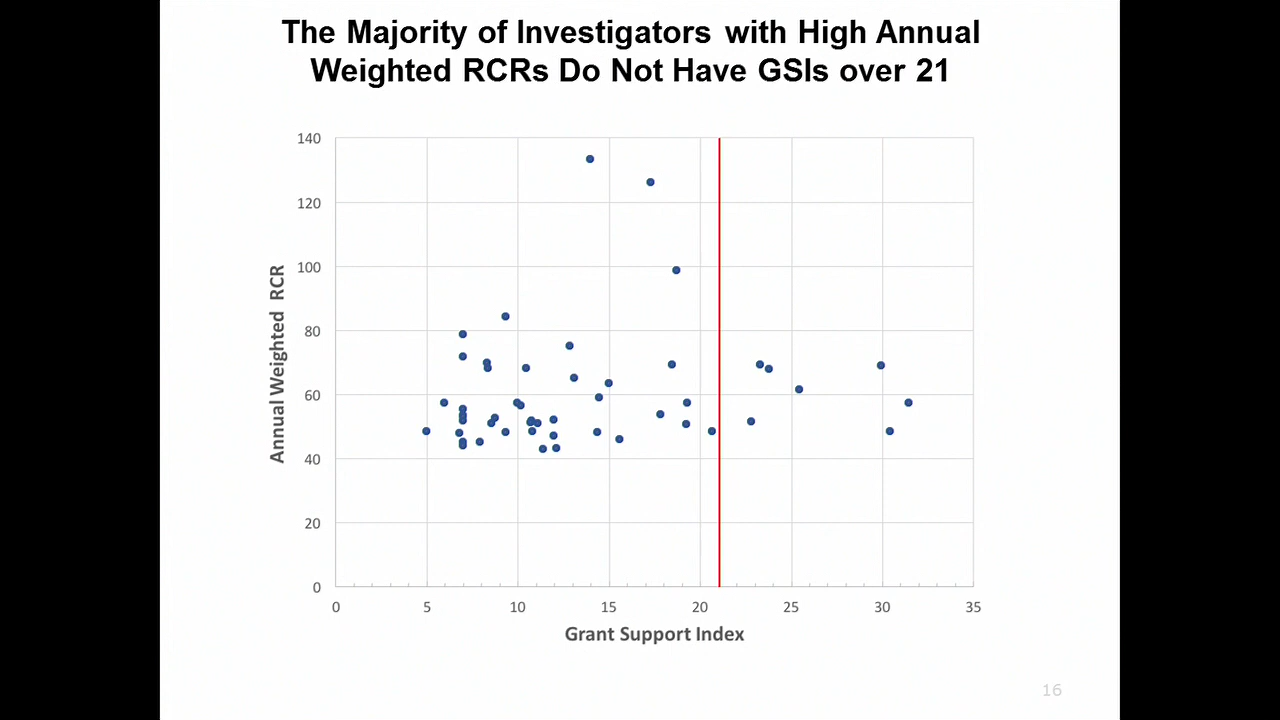 The Majority of Investigators with High Annual
Weighted RCRs Do Not Have GSIs over 21
140
120
100
80
60
40
20
0
Annual Weighted RCR
0 5 10 15 20 25 30 35
Grant Support Index
16